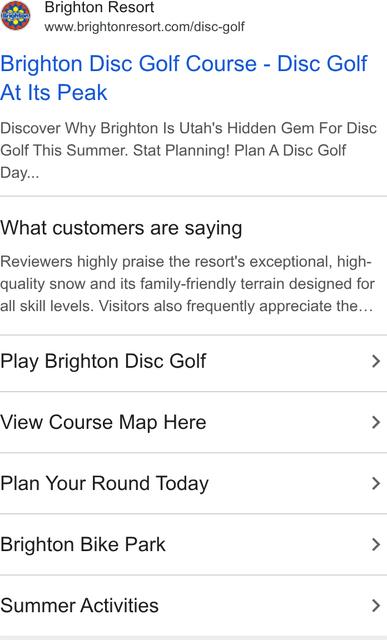 Brighton
Brighton Resort
www.brightonresort.com/disc-golf
Brighton Disc Golf Course - Disc Golf
At Its Peak
Discover Why Brighton Is Utah's Hidden Gem For Disc
Golf This Summer. Stat Planning! Plan A Disc Golf
Day...
What customers are saying
Reviewers highly praise the resort's exceptional, high-
quality snow and its family-friendly terrain designed for
all skill levels. Visitors also frequently appreciate the...
Play Brighton Disc Golf
View Course Map Here
Plan Your Round Today
Brighton Bike Park
Summer Activities